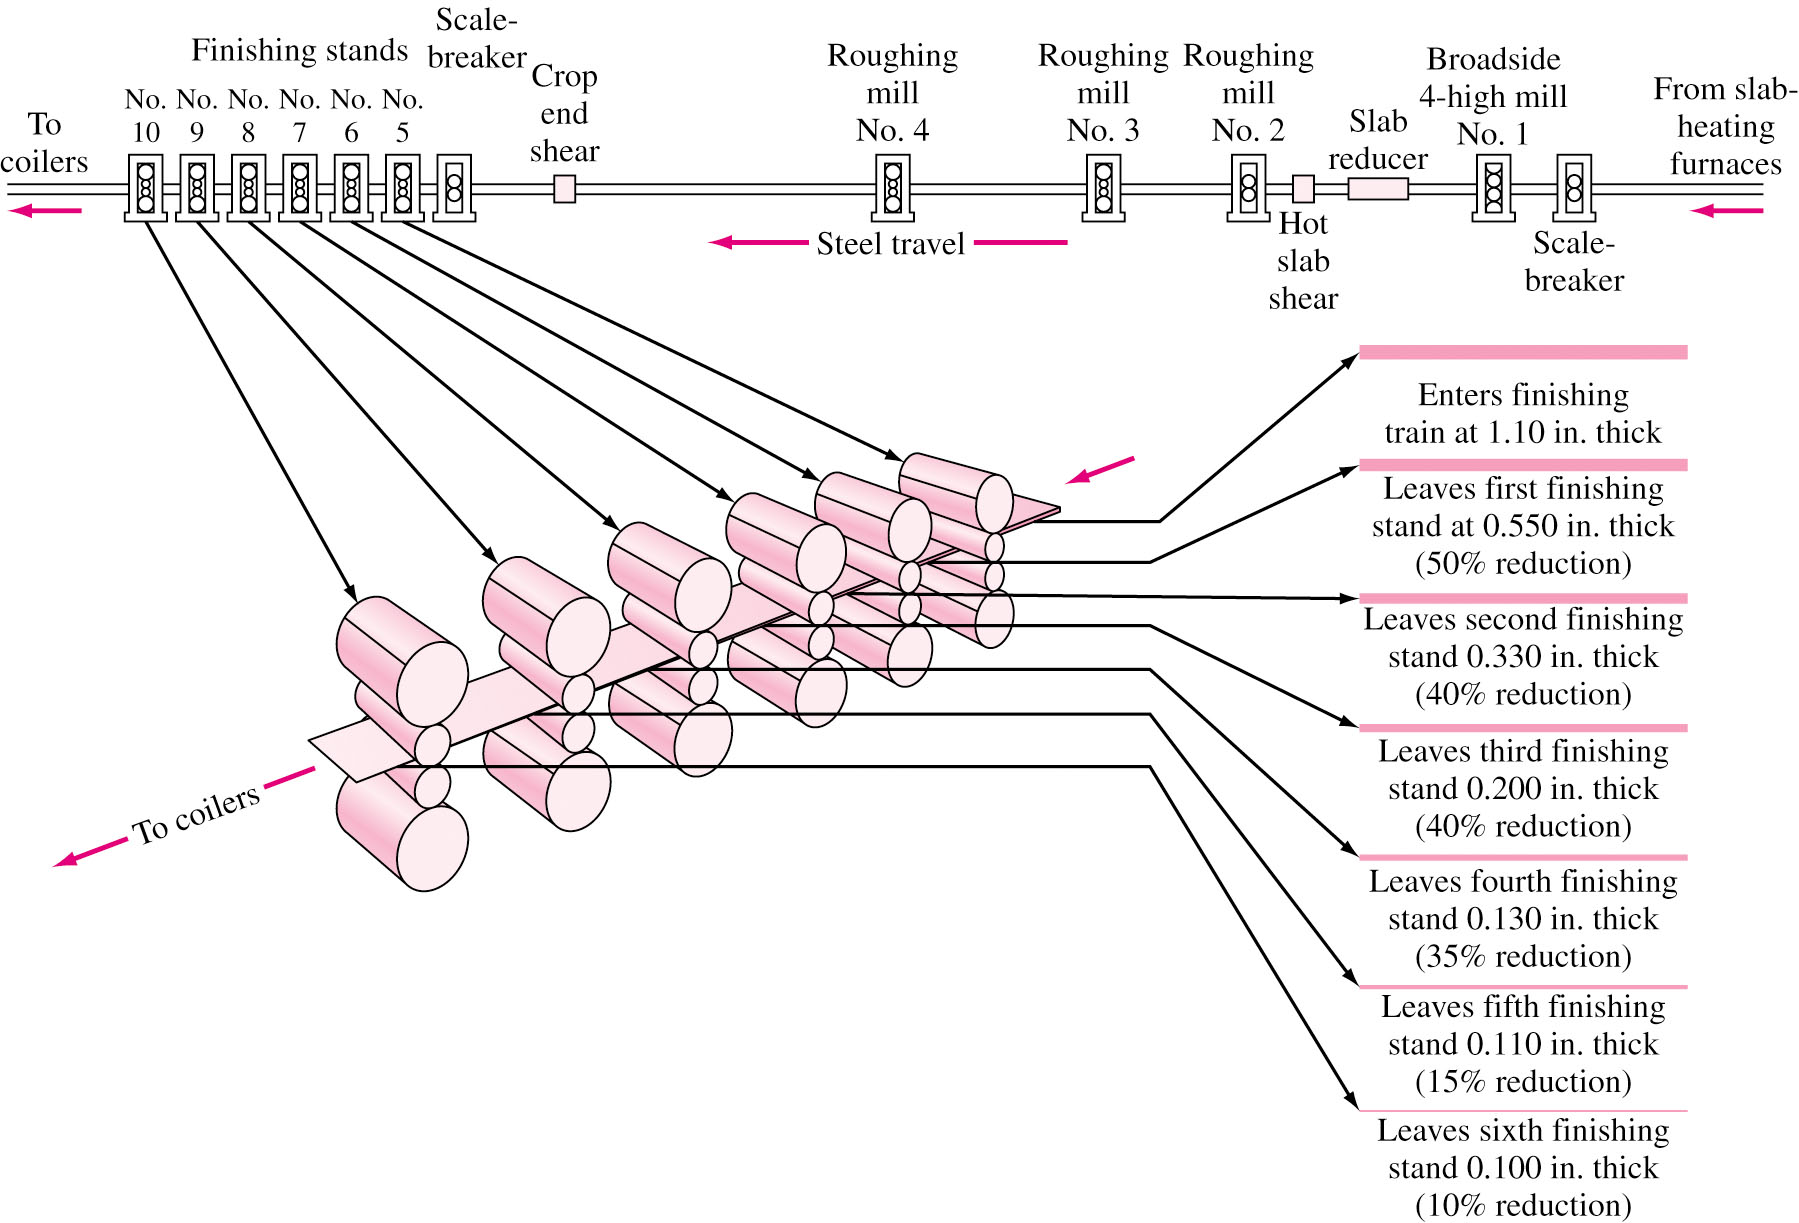 Finishing stands
Scale-
breaker
Crop
end
shear
Roughing
mill
No. 4
Roughing
mill
No. 3
Roughing
mill
No. 2
Slab
reducer
Broadside
4-high mill
No. 1
From slab-
heating
furnaces
To
coilers
No.
10
No.
9
No.
8
No.
7
No.
6
No.
5
Steel travel
Hot
slab
shear
Scale-
breaker
Enters finishing
train at 1.10 in. thick
Leaves first finishing
stand at 0.550 in. thick
(50% reduction)
Leaves second finishing
stand 0.330 in. thick
(40% reduction)
Leaves third finishing
stand 0.200 in. thick
(40% reduction)
Leaves fourth finishing
stand 0.130 in. thick
(35% reduction)
Leaves fifth finishing
stand 0.110 in. thick
(15% reduction)
Leaves sixth finishing
stand 0.100 in. thick
(10% reduction)
To coilers